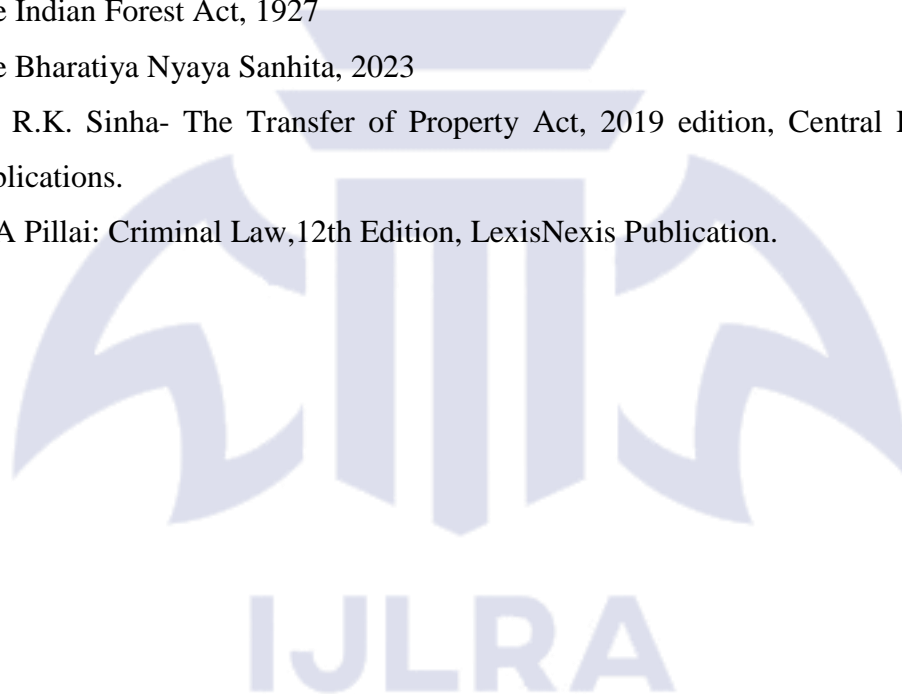 e Indian Forest Act, 1927
e Bharatiya Nyaya Sanhita, 2023
R.K. Sinha- The Transfer of Property Act, 2019 edition, Central
plications.
A Pillai: Criminal Law,12th Edition, LexisNexis Publication.
IJLRA